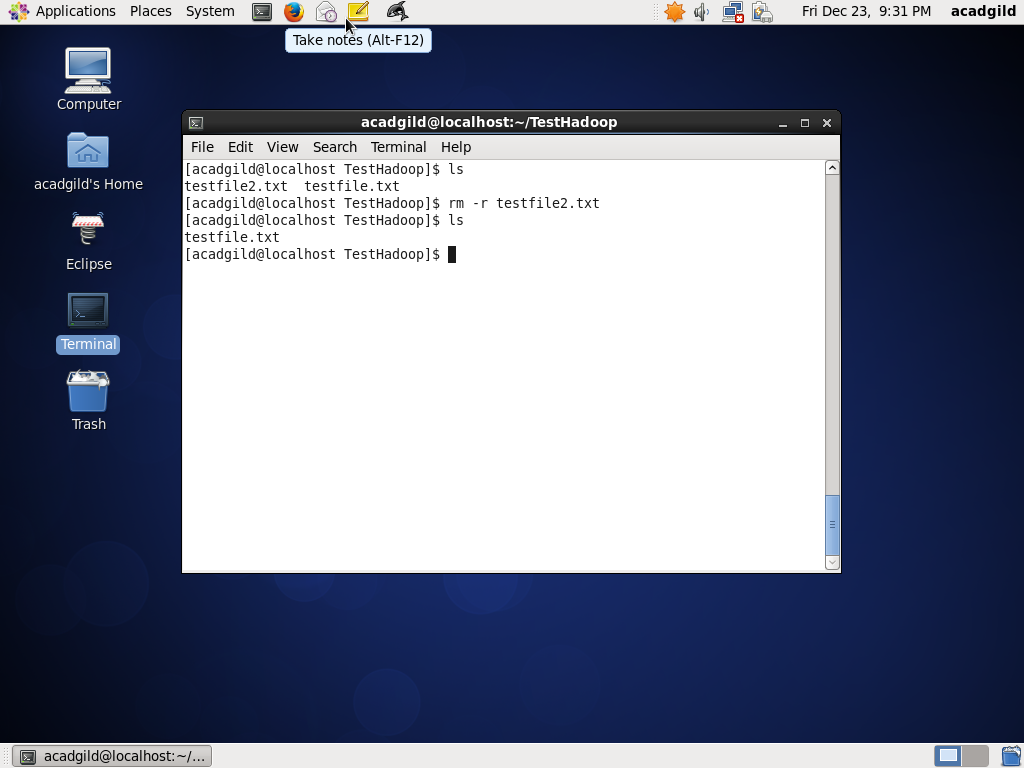 Applications Places System Fri Dec 23, 9:31 PM acadgild
Take notes (Alt-F12)
Computer
acadgild's Home
Eclipse
Terminal
Trash
acadgild@localhost:~/TestHadoop
File Edit View Search Terminal Help
[acadgild@localhost TestHadoop]$ ls
testfile2.txt  testfile.txt
[acadgild@localhost TestHadoop]$ rm -r testfile2.txt
[acadgild@localhost TestHadoop]$ ls
testfile.txt
[acadgild@localhost TestHadoop]$
acadgild@localhost:~/...